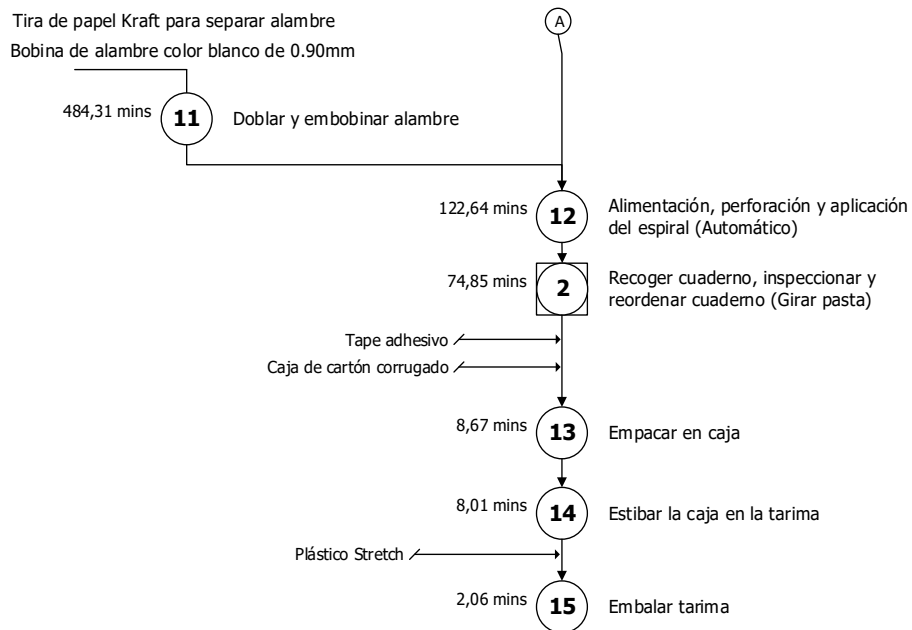 Tira de papel Kraft para separar alambre
A
Bobina de alambre color blanco de 0.90mm
484,31 mins
11
Doblar y embobinar alambre
122,64 mins
12
Alimentación, perforación y aplicación
del espiral (Automático)
74,85 mins
2
Recoger cuaderno, inspeccionar y
reordenar cuaderno (Girar pasta)
Tape adhesivo
Caja de cartón corrugado
8,67 mins
13
Empacar en caja
8,01 mins
14
Estibar la caja en la tarima
Plástico Stretch
2,06 mins
15
Embalar tarima